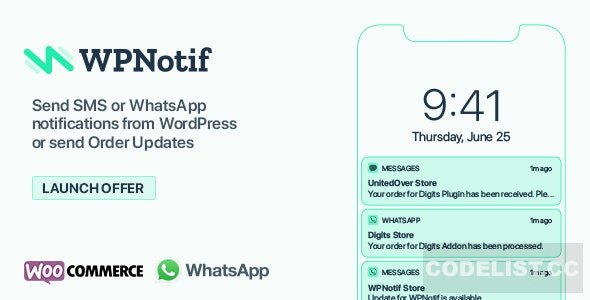 WPNotif
Send SMS or WhatsApp
notifications from WordPress
or send Order Updates
LAUNCH OFFER
WOO COMMERCE
WhatsApp
9:41
Thursday, June 25
MESSAGES 1m ago
UnitedOver Store
Your order for Digits Plugin has been received. Ple...
WHATSAPP 1m ago
Digits Store
Your order for Digits Addon has been processed.
MESSAGES 1m ago
WPNotif Store
Update for WPNotif is available
CODELIST.CC